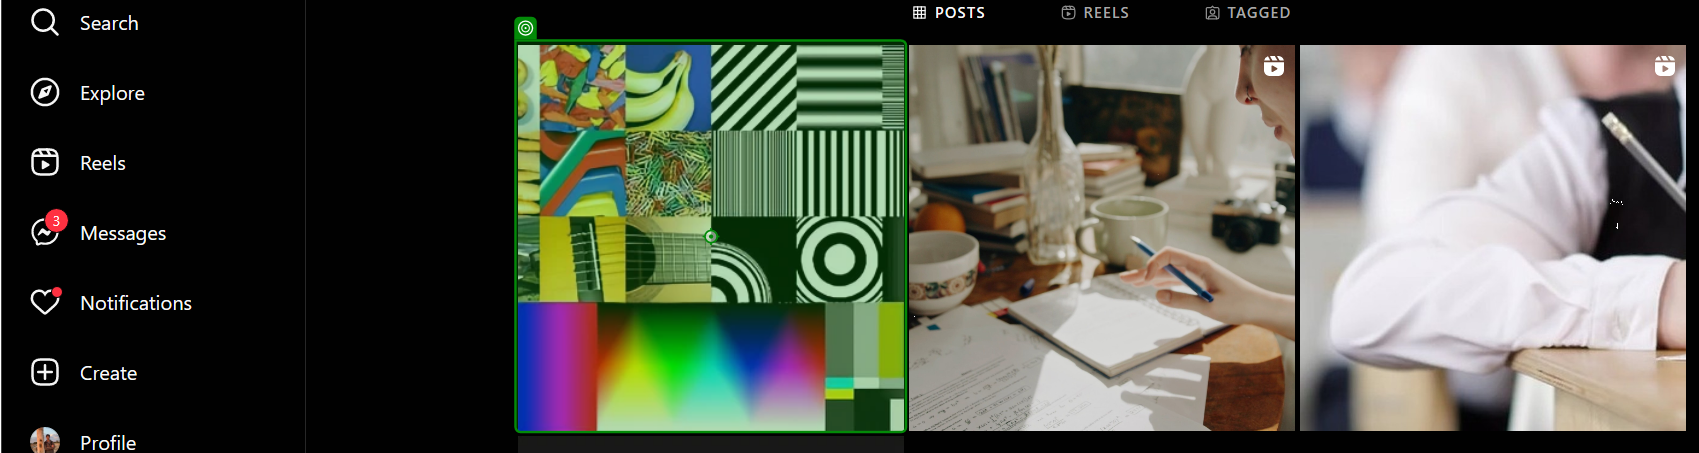 POSTS
REELS
TAGGED
Search
Explore
Reels
3
Messages
Notifications
Create
Profile